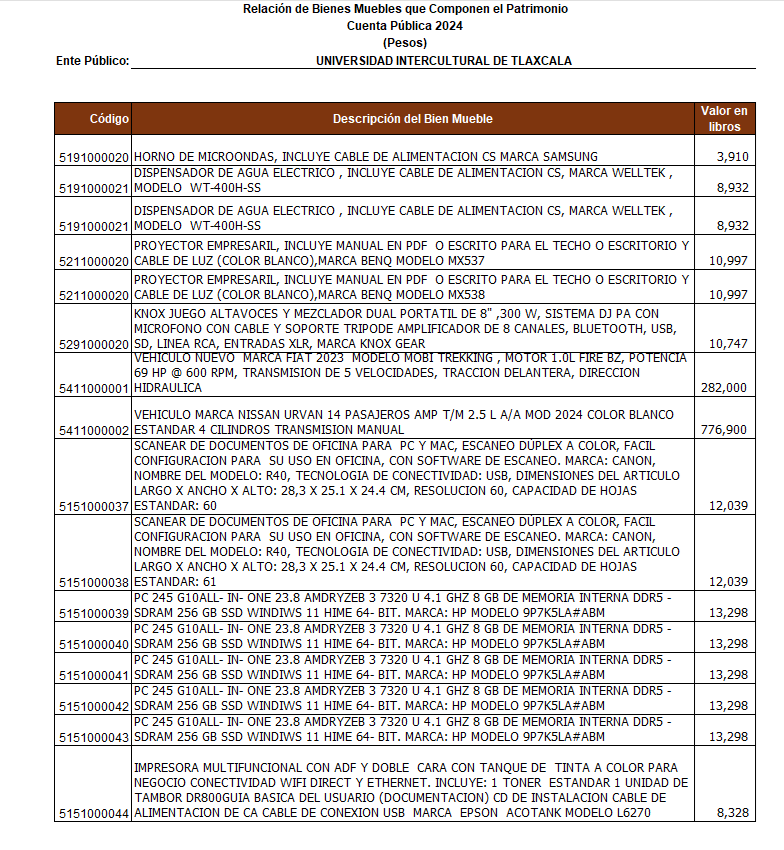 Relación de Bienes Muebles que Componen el Patrimonio
Cuenta Pública 2024
(Pesos)
Ente Público: UNIVERSIDAD INTERCULTURAL DE TLAXCALA
Código Descripción del Bien Mueble Valor en libros
5191000020 HORNO DE MICROONDAS, INCLUYE CABLE DE ALIMENTACION CS MARCA SAMSUNG 3,910
DISPENSADOR DE AGUA ELECTRICO , INCLUYE CABLE DE ALIMENTACION CS, MARCA WELLTEK ,
5191000021 MODELO WT-400H-SS 8,932
DISPENSADOR DE AGUA ELECTRICO , INCLUYE CABLE DE ALIMENTACION CS, MARCA WELLTEK ,
5191000021 MODELO WT-400H-SS 8,932
PROYECTOR EMPRESARIL, INCLUYE MANUAL EN PDF O ESCRITO PARA EL TECHO O ESCRITORIO Y
5211000020 CABLE DE LUZ (COLOR BLANCO),MARCA BENQ MODELO MX537 10,997
PROYECTOR EMPRESARIL, INCLUYE MANUAL EN PDF O ESCRITO PARA EL TECHO O ESCRITORIO Y
5211000020 CABLE DE LUZ (COLOR BLANCO),MARCA BENQ MODELO MX538 10,997
KNOX JUEGO ALTAVOCES Y MEZCLADOR DUAL PORTATIL DE 8" ,300 W, SISTEMA DJ PA CON
MICROFONO CON CABLE Y SOPORTE TRIPODE AMPLIFICADOR DE 8 CANALES, BLUETOOTH, USB,
5291000020 SD, LINEA RCA, ENTRADAS XLR, MARCA KNOX GEAR 10,747
VEHICULO NUEVO MARCA FIAT 2023 MODELO MOBI TREKKING , MOTOR 1.0L FIRE BZ, POTENCIA
69 HP @ 600 RPM, TRANSMISION DE 5 VELOCIDADES, TRACCION DELANTERA, DIRECCION
5411000001 HIDRAULICA 282,000
VEHICULO MARCA NISSAN URVAN 14 PASAJEROS AMP T/M 2.5 L A/A MOD 2024 COLOR BLANCO
5411000002 ESTANDAR 4 CILINDROS TRANSMISION MANUAL 776,900
SCANEAR DE DOCUMENTOS DE OFICINA PARA PC Y MAC, ESCANEO DÚPLEX A COLOR, FACIL
CONFIGURACION PARA SU USO EN OFICINA, CON SOFTWARE DE ESCANEO. MARCA: CANON,
NOMBRE DEL MODELO: R40, TECNOLOGIA DE CONECTIVIDAD: USB, DIMENSIONES DEL ARTICULO
LARGO X ANCHO X ALTO: 28,3 X 25.1 X 24.4 CM, RESOLUCION 60, CAPACIDAD DE HOJAS
5151000037 ESTANDAR: 60 12,039
SCANEAR DE DOCUMENTOS DE OFICINA PARA PC Y MAC, ESCANEO DÚPLEX A COLOR, FACIL
CONFIGURACION PARA SU USO EN OFICINA, CON SOFTWARE DE ESCANEO. MARCA: CANON,
NOMBRE DEL MODELO: R40, TECNOLOGIA DE CONECTIVIDAD: USB, DIMENSIONES DEL ARTICULO
LARGO X ANCHO X ALTO: 28,3 X 25.1 X 24.4 CM, RESOLUCION 60, CAPACIDAD DE HOJAS
5151000038 ESTANDAR: 61 12,039
PC 245 G10ALL- IN- ONE 23.8 AMDRYZEB 3 7320 U 4.1 GHZ 8 GB DE MEMORIA INTERNA DDR5 -
5151000039 SDRAM 256 GB SSD WINDIWS 11 HIME 64- BIT. MARCA: HP MODELO 9P7K5LA#ABM 13,298
PC 245 G10ALL- IN- ONE 23.8 AMDRYZEB 3 7320 U 4.1 GHZ 8 GB DE MEMORIA INTERNA DDR5 -
5151000040 SDRAM 256 GB SSD WINDIWS 11 HIME 64- BIT. MARCA: HP MODELO 9P7K5LA#ABM 13,298
PC 245 G10ALL- IN- ONE 23.8 AMDRYZEB 3 7320 U 4.1 GHZ 8 GB DE MEMORIA INTERNA DDR5 -
5151000041 SDRAM 256 GB SSD WINDIWS 11 HIME 64- BIT. MARCA: HP MODELO 9P7K5LA#ABM 13,298
PC 245 G10ALL- IN- ONE 23.8 AMDRYZEB 3 7320 U 4.1 GHZ 8 GB DE MEMORIA INTERNA DDR5 -
5151000042 SDRAM 256 GB SSD WINDIWS 11 HIME 64- BIT. MARCA: HP MODELO 9P7K5LA#ABM 13,298
PC 245 G10ALL- IN- ONE 23.8 AMDRYZEB 3 7320 U 4.1 GHZ 8 GB DE MEMORIA INTERNA DDR5 -
5151000043 SDRAM 256 GB SSD WINDIWS 11 HIME 64- BIT. MARCA: HP MODELO 9P7K5LA#ABM 13,298
IMPRESORA MULTIFUNCIONAL CON ADF Y DOBLE CARA CON TANQUE DE TINTA A COLOR PARA
NEGOCIO CONECTIVIDAD WIFI DIRECT Y ETHERNET. INCLUYE: 1 TONER ESTANDAR 1 UNIDAD DE
TAMBOR DR800GUIA BASICA DEL USUARIO (DOCUMENTACION) CD DE INSTALACION CABLE DE
5151000044 ALIMENTACION DE CA CABLE DE CONEXION USB MARCA EPSON ACOTANK MODELO L6270 8,328